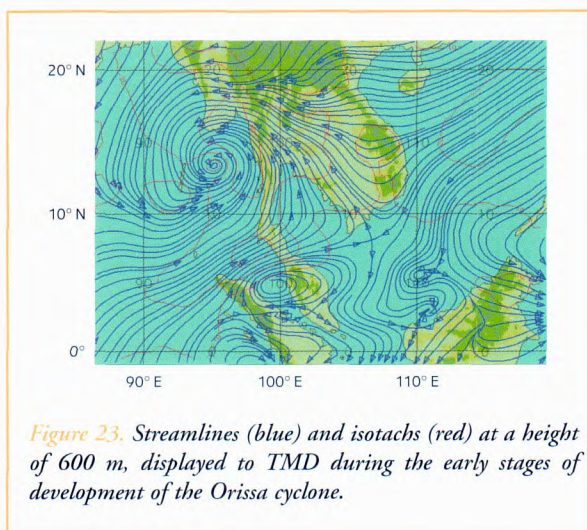 20° N
10° N
0°
90° E
100° E
110° E
Figure 23. Streamlines (blue) and isotachs (red) at a height
of 600 m, displayed to TMD during the early stages of
development of the Orissa cyclone.